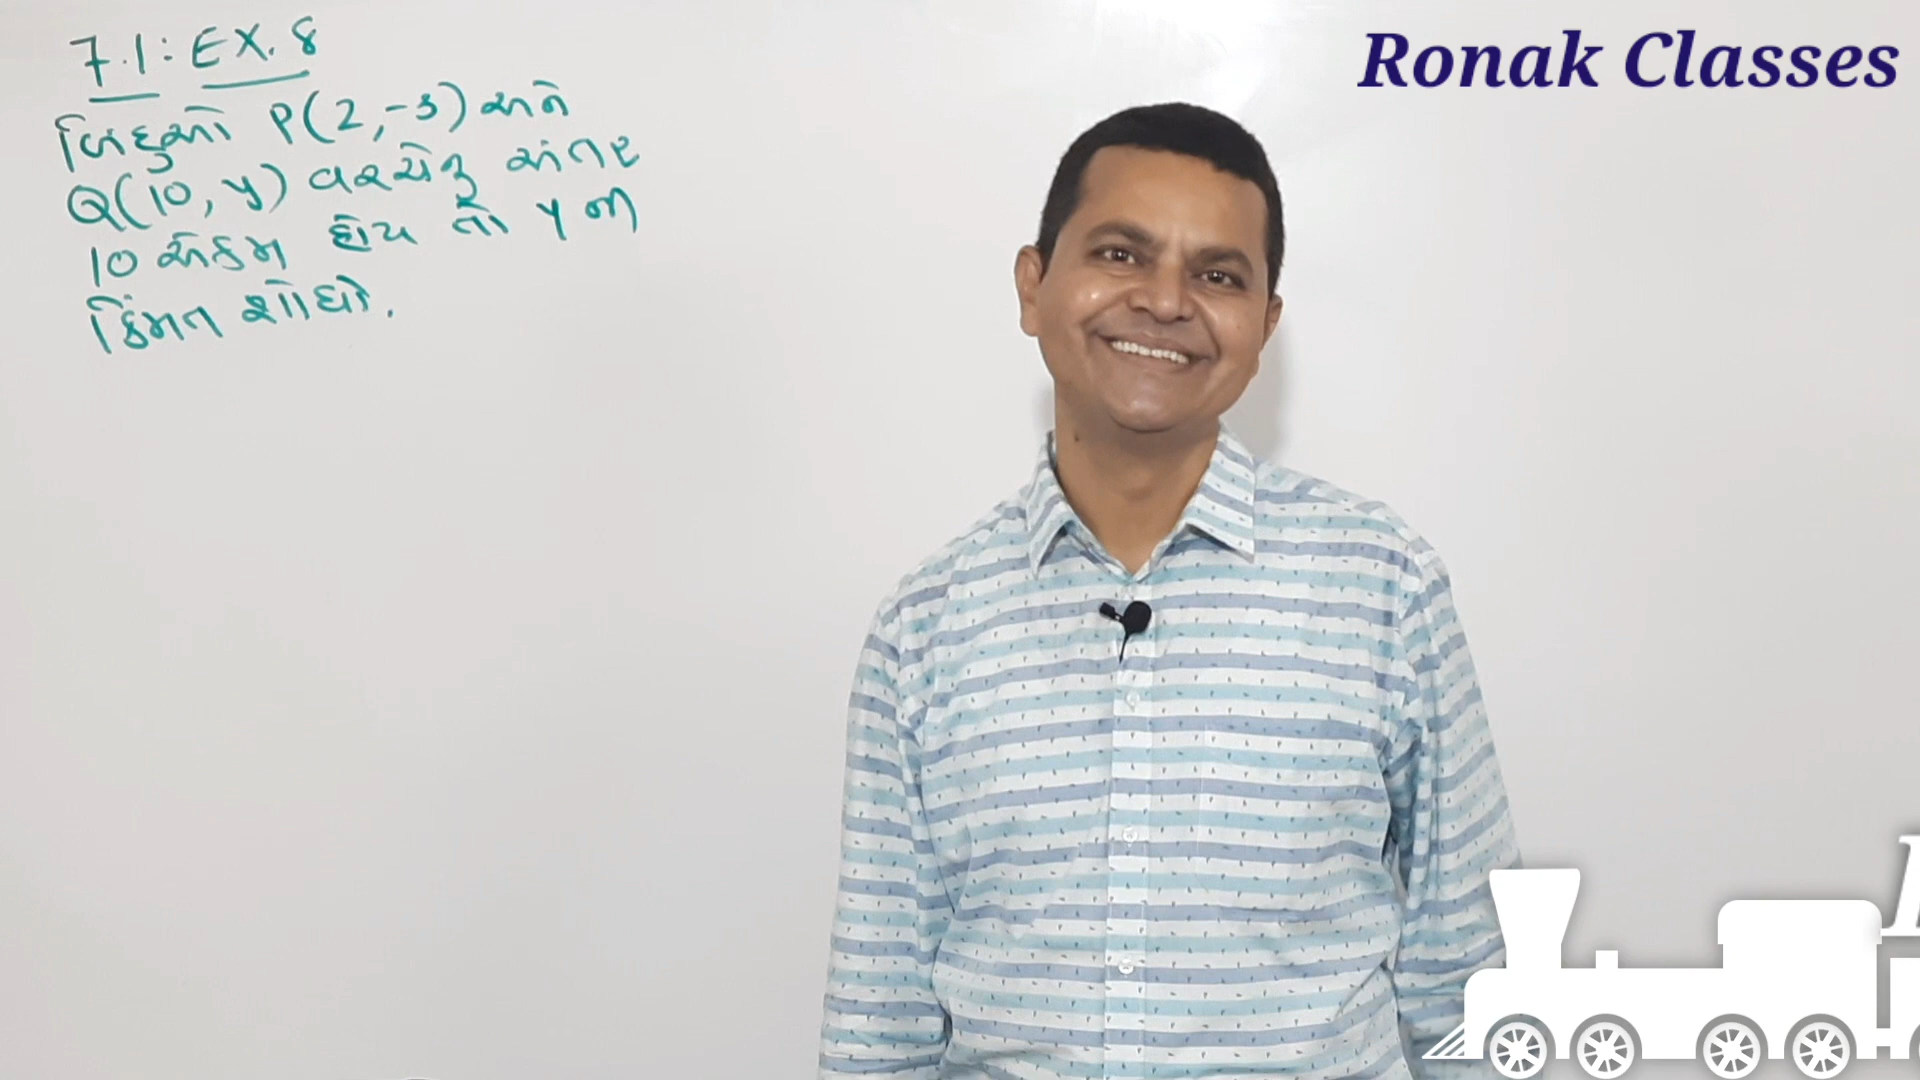 Ronak Classes
7.1: EX. 8
બિંદુઓ P(2,-3) અને
Q(10, y) વચ્ચેનુ અંતર
10 એકમ હોય તો y ની
કિંમત શોધો.